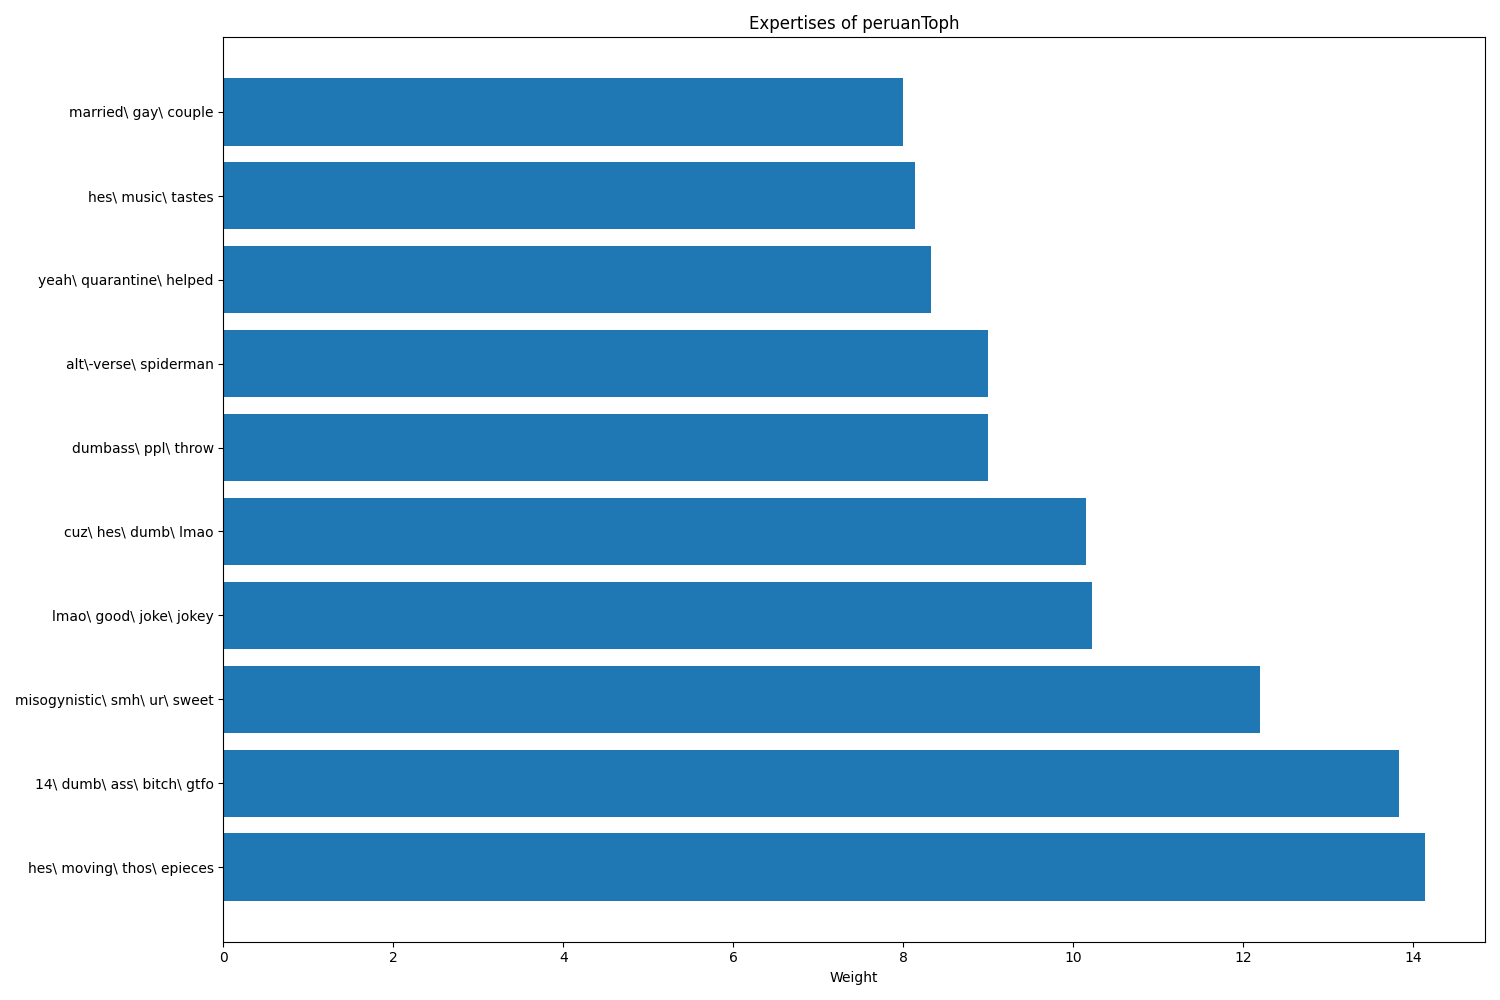 Expertises of peruanToph
married\ gay\ couple
hes\ music\ tastes
yeah\ quarantine\ helped
alt\-verse\ spiderman
dumbass\ ppl\ throw
cuz\ hes\ dumb\ lmao
lmao\ good\ joke\ jokey
misogynistic\ smh\ ur\ sweet
14\ dumb\ ass\ bitch\ gtfo
hes\ moving\ thos\ epieces
0 2 4 6 8 10 12 14
Weight